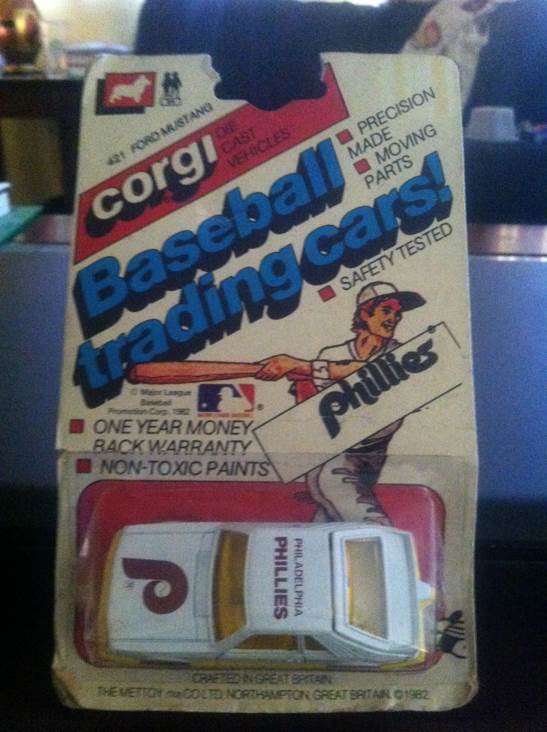 421 FORD MUSTANG
corgi
DIE
CAST
VEHICLES
PRECISION
MADE
MOVING
PARTS
Baseball
trading cars!
SAFETY TESTED
phillies
© Major League
Baseball
Promotion Corp. 1982
®
ONE YEAR MONEY
BACK WARRANTY
NON-TOXIC PAINTS
P
PHILADELPHIA
PHILLIES
CRAFTED IN GREAT BRITAIN
THE METTOY CO LTD, NORTHAMPTON, GREAT BRITAIN. © 1982